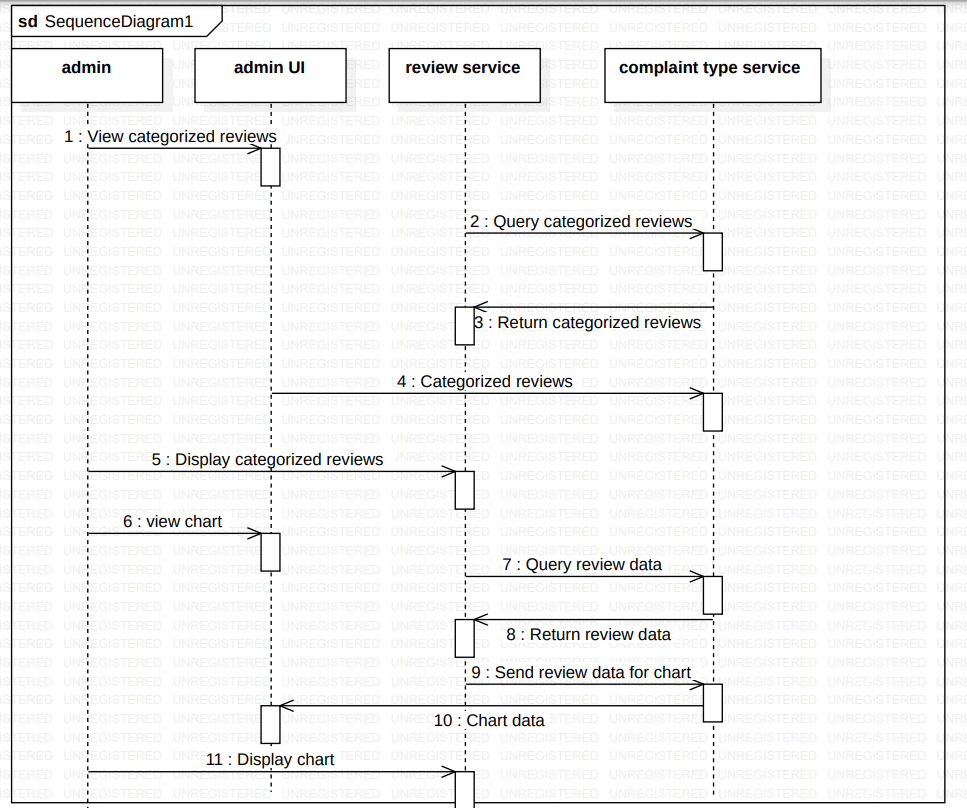 sd SequenceDiagram1
admin
admin UI
review service
complaint type service
1 : View categorized reviews
2 : Query categorized reviews
3 : Return categorized reviews
4 : Categorized reviews
5 : Display categorized reviews
6 : view chart
7 : Query review data
8 : Return review data
9 : Send review data for chart
10 : Chart data
11 : Display chart
UNREGISTERED